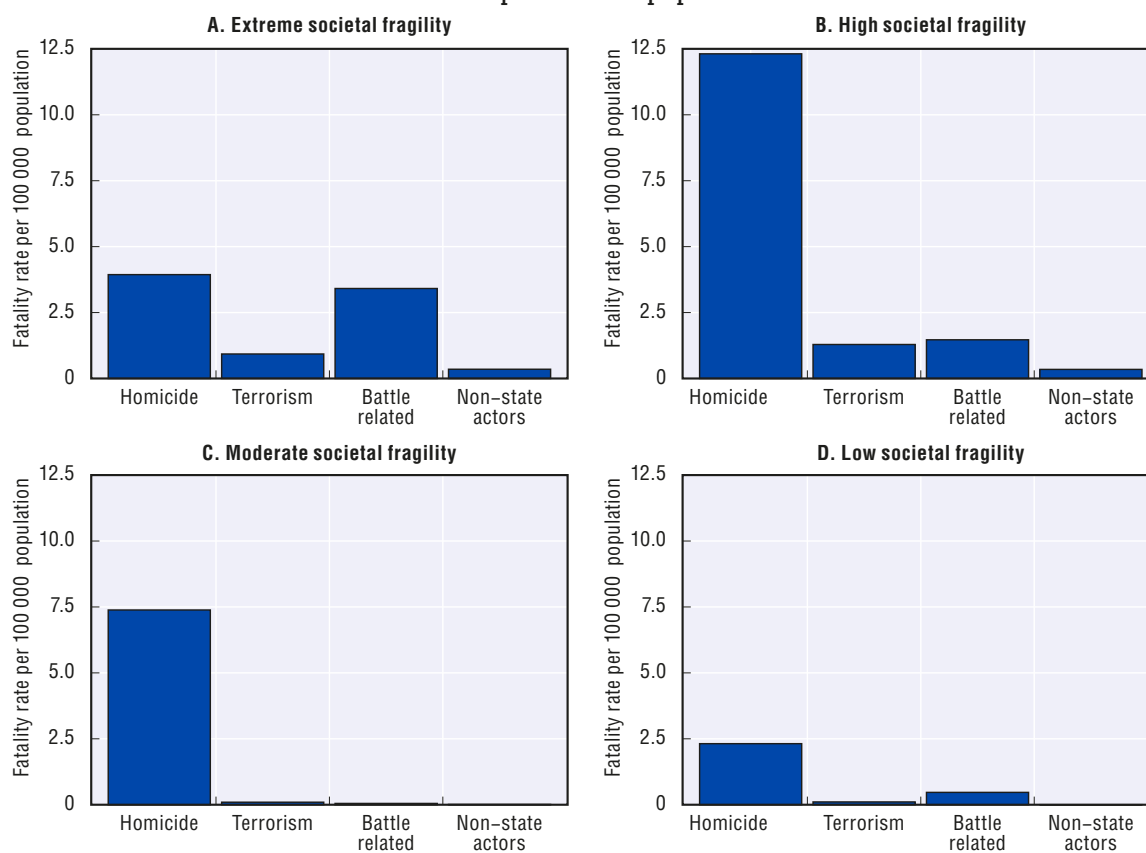 A. Extreme societal fragility
Fatality rate per 100 000 population
12.5
10.0
7.5
5.0
2.5
0
Homicide
Terrorism
Battle
related
Non–state
actors
B. High societal fragility
Fatality rate per 100 000 population
12.5
10.0
7.5
5.0
2.5
0
Homicide
Terrorism
Battle
related
Non–state
actors
C. Moderate societal fragility
Fatality rate per 100 000 population
12.5
10.0
7.5
5.0
2.5
0
Homicide
Terrorism
Battle
related
Non–state
actors
D. Low societal fragility
Fatality rate per 100 000 population
12.5
10.0
7.5
5.0
2.5
0
Homicide
Terrorism
Battle
related
Non–state
actors